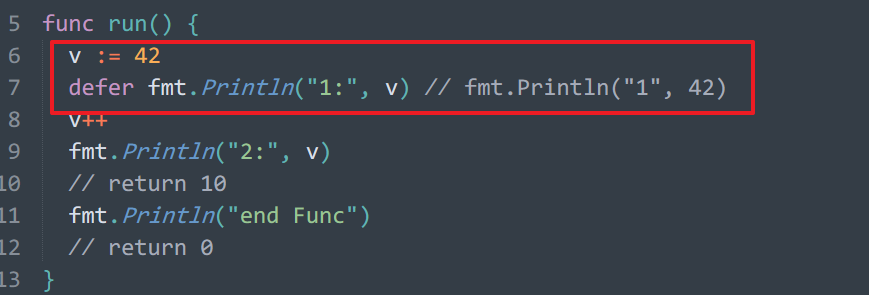 5 func run() {
6 v := 42
7 defer fmt.Println("1:", v) // fmt.Println("1", 42)
8 v++
9 fmt.Println("2:", v)
10 // return 10
11 fmt.Println("end Func")
12 // return 0
13 }